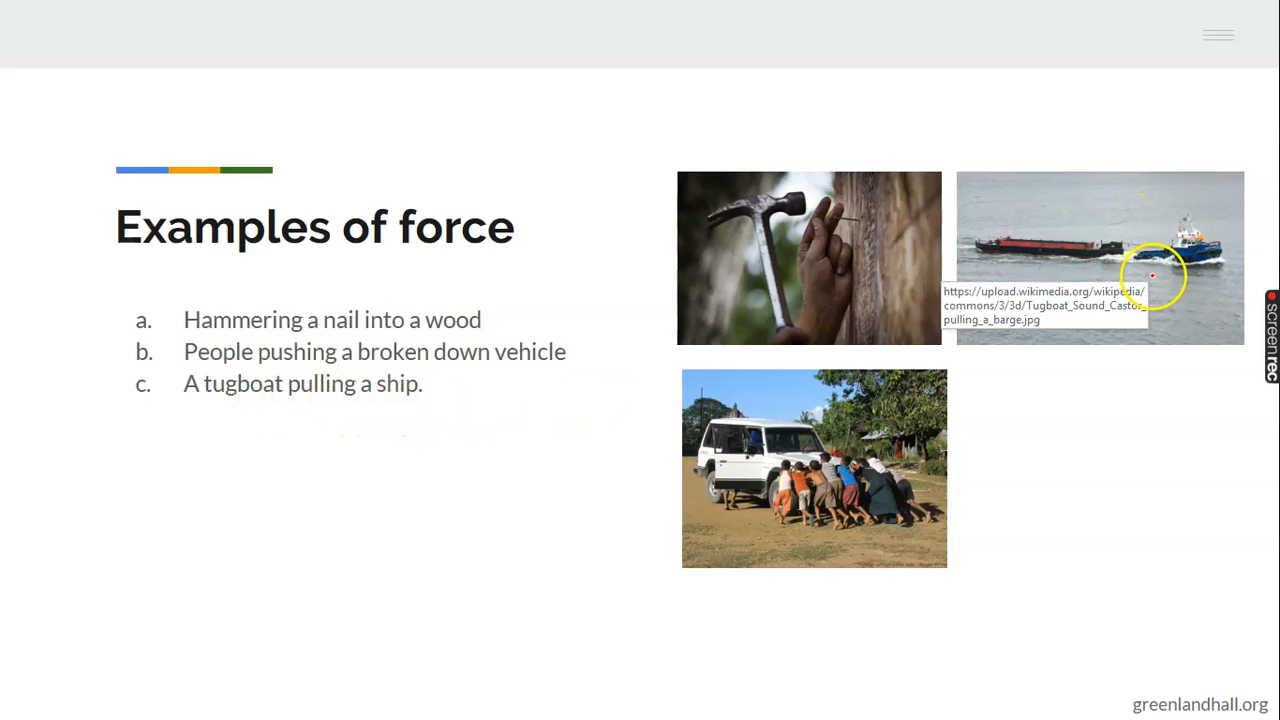 Examples of force
a. Hammering a nail into a wood
b. People pushing a broken down vehicle
c. A tugboat pulling a ship.
https://upload.wikimedia.org/wikipedia/
commons/3/3d/Tugboat_Sound_Castor_
pulling_a_barge.jpg
screenrec
greenlandhall.org